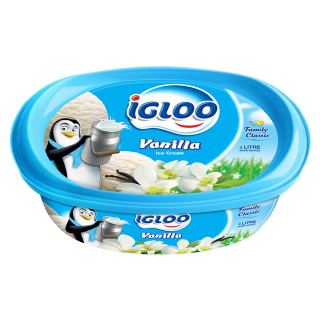 iGLOO
Vanilla
Ice Cream
Family
Classic
1 LITRE
iGLOO
Vanilla
Family
Classic
1 LITRE